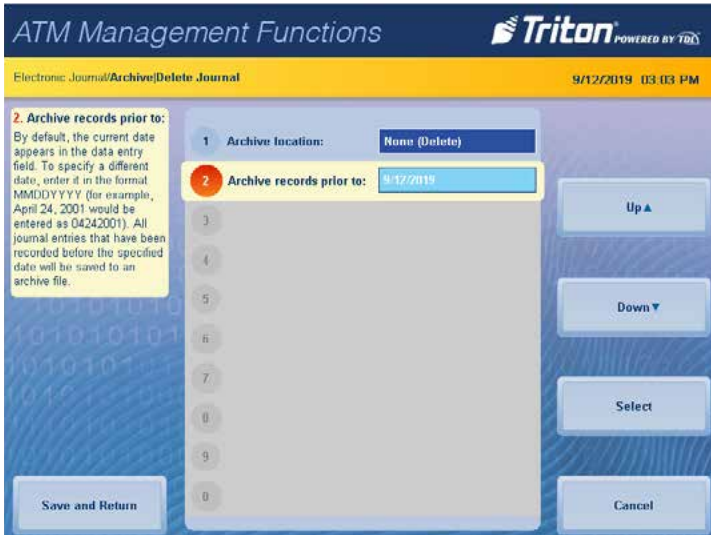 ATM Management Functions
Triton POWERED BY TDI
Electronic Journal/Archive|Delete Journal
9/12/2019 03:03 PM
2. Archive records prior to:
By default, the current date
appears in the data entry
field. To specify a different
date, enter it in the format
MMDDYYYY (for example,
April 24, 2001 would be
entered as 04242001). All
journal entries that have been
recorded before the specified
date will be saved to an
archive file.
1 Archive location: None (Delete)
2 Archive records prior to: 9/12/2019
3
4
5
6
7
8
9
0
Up▲
Down▼
Select
Save and Return
Cancel